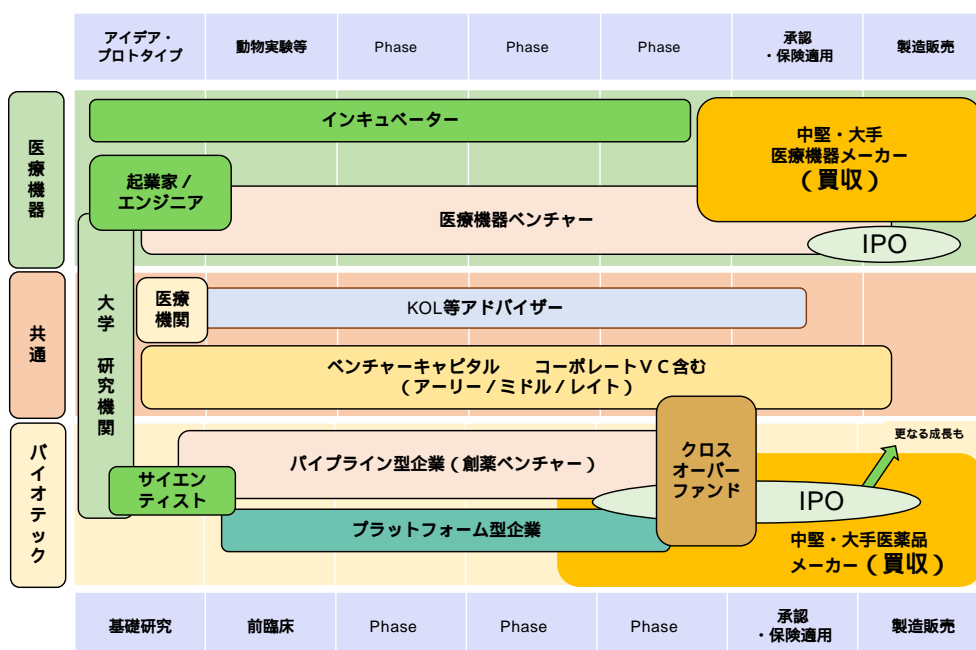 アイデア・
プロトタイプ
動物実験等
Phase
Phase
Phase
承認
・保険適用
製造販売
医療機器
インキュベーター
中堅・大手
医療機器メーカー
(買収)
起業家/
エンジニア
医療機器ベンチャー
IPO
共通
大学 研究機関
医療
機関
KOL等アドバイザー
ベンチャーキャピタル コーポレートVC含む
(アーリー/ミドル/レイト)
バイオテック
更なる成長も
パイプライン型企業(創薬ベンチャー)
クロス
オーバー
ファンド
サイエン
ティスト
IPO
プラットフォーム型企業
中堅・大手医薬品
メーカー(買収)
基礎研究
前臨床
Phase
Phase
Phase
承認
・保険適用
製造販売